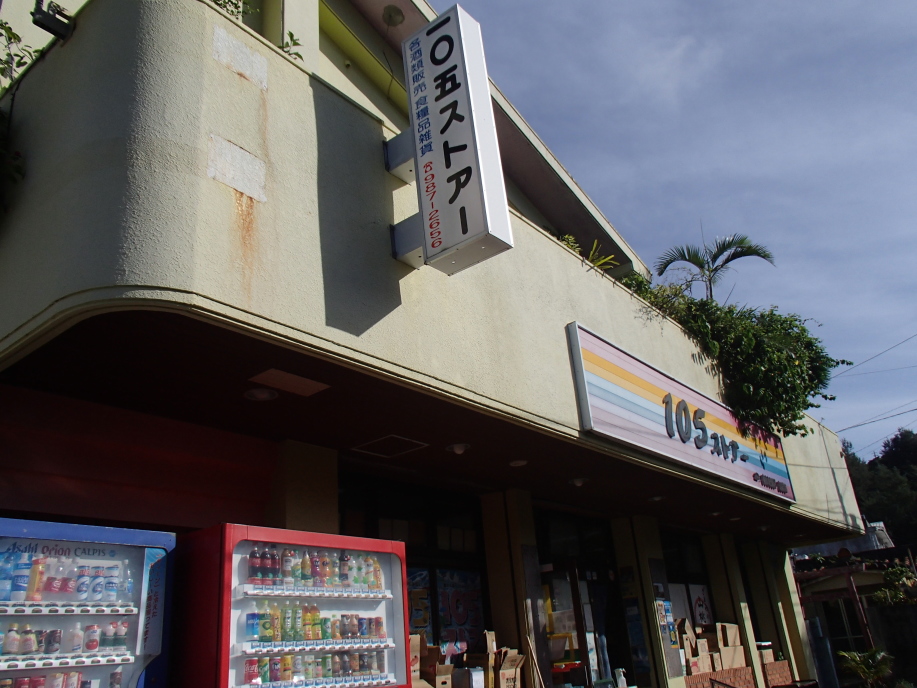 一〇五ストアー
各酒類販売 食糧品雑貨 ☎987-2656
105ストアー
Asahi Orion CALPIS